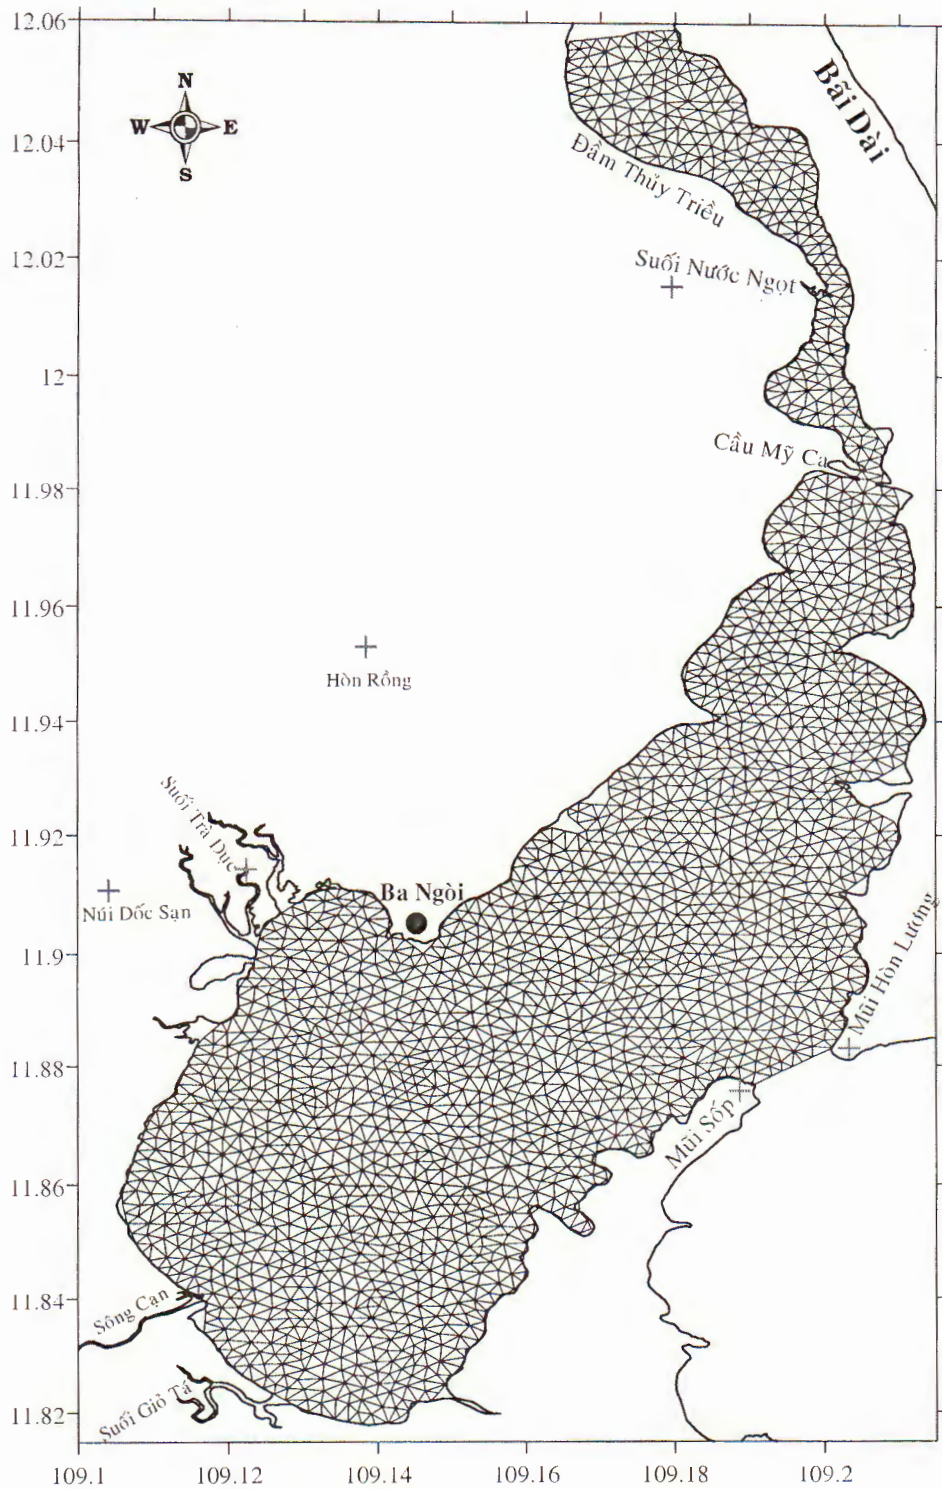 12.06
N
W E
S
Bãi Dài
12.04
Đầm Thủy Triều
12.02
Suối Nước Ngọt
12
Cầu Mỹ Ca
11.98
11.96
Hòn Rồng
11.94
Suối Trà Dục
11.92
Ba Ngòi
Núi Dốc Sạn
11.9
Mũi Hòn Lương
11.88
Mũi Sốp
11.86
11.84
Sông Cạn
11.82
Suối Giỏ Tá
109.1 109.12 109.14 109.16 109.18 109.2